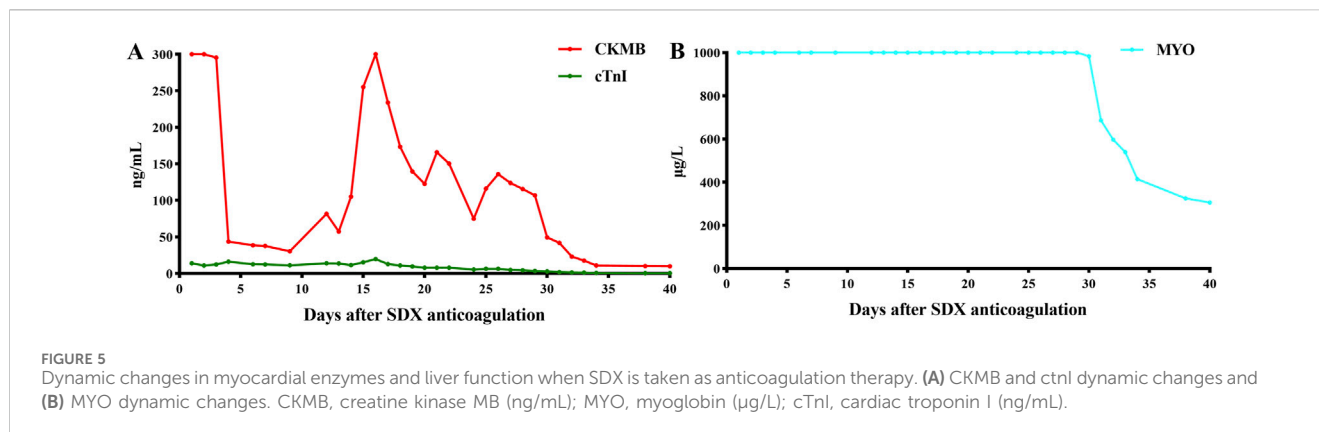 A
CKMB
cTnI
300
250
200
150
100
50
0
ng/mL
0 5 10 15 20 25 30 35 40
Days after SDX anticoagulation
B
MYO
1000
800
600
400
200
0
µg/L
0 5 10 15 20 25 30 35 40
Days after SDX anticoagulation
FIGURE 5
Dynamic changes in myocardial enzymes and liver function when SDX is taken as anticoagulation therapy. (A) CKMB and ctnI dynamic changes and
(B) MYO dynamic changes. CKMB, creatine kinase MB (ng/mL); MYO, myoglobin (µg/L); cTnI, cardiac troponin I (ng/mL).